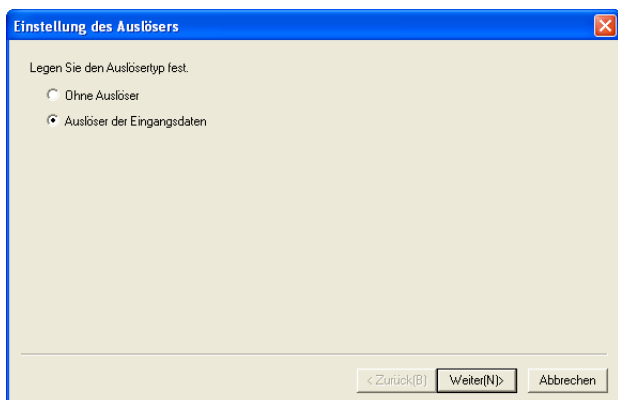 Einstellung des Auslösers
Legen Sie den Auslösertyp fest.
Ohne Auslöser
Auslöser der Eingangsdaten
< Zurück(B)
Weiter(N)>
Abbrechen